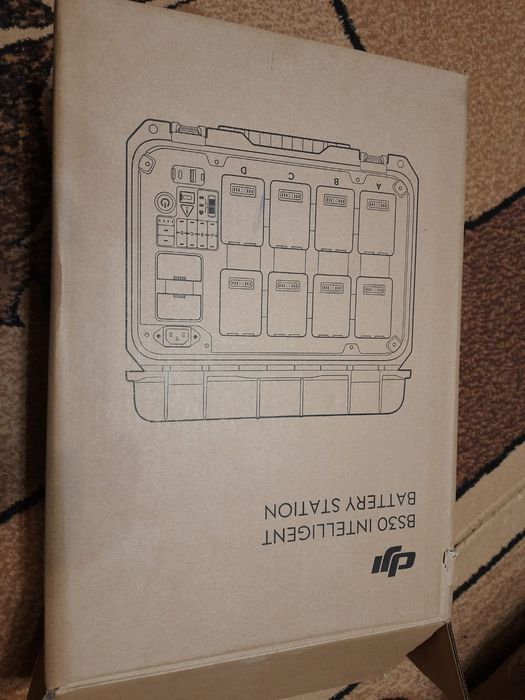 dji
BS30 INTELLIGENT
BATTERY STATION
A
B
C
D